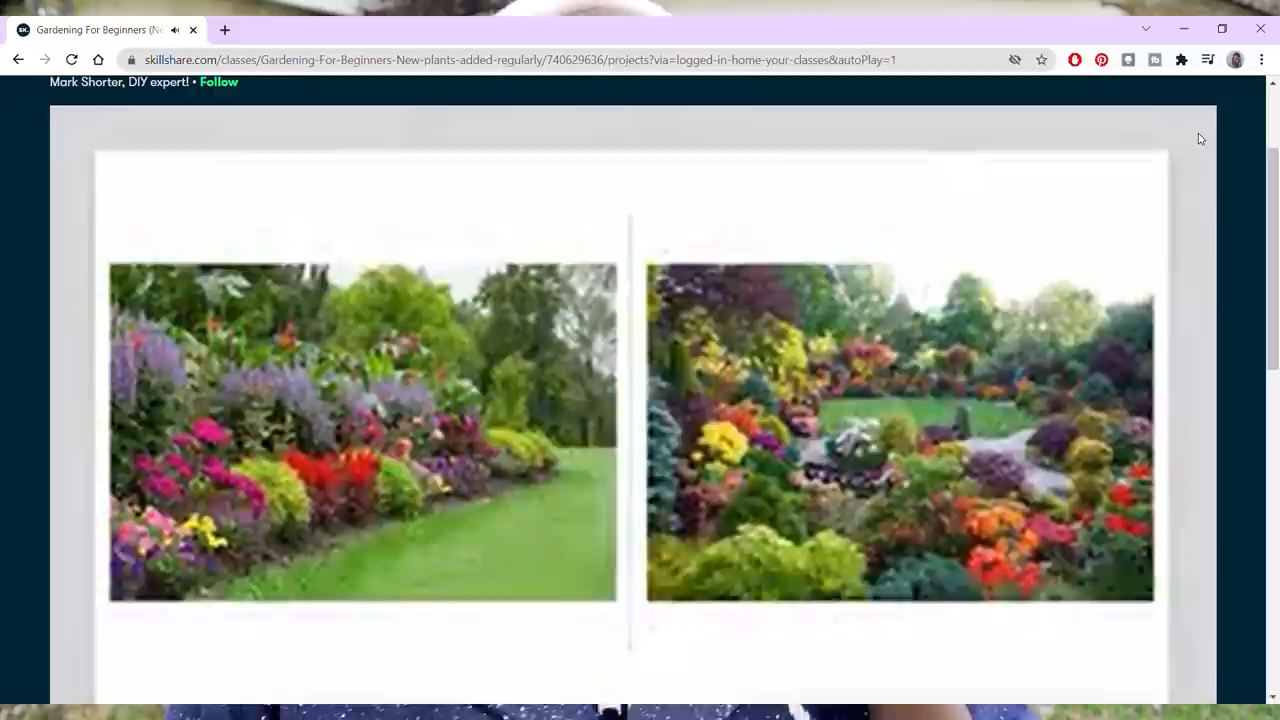 SK.
Gardening For Beginners (Ne
skillshare.com/classes/Gardening-For-Beginners-New-plants-added-regularly/740629636/projects?via=logged-in-home-your-classes&autoPlay=1
Mark Shorter, DIY expert! • Follow